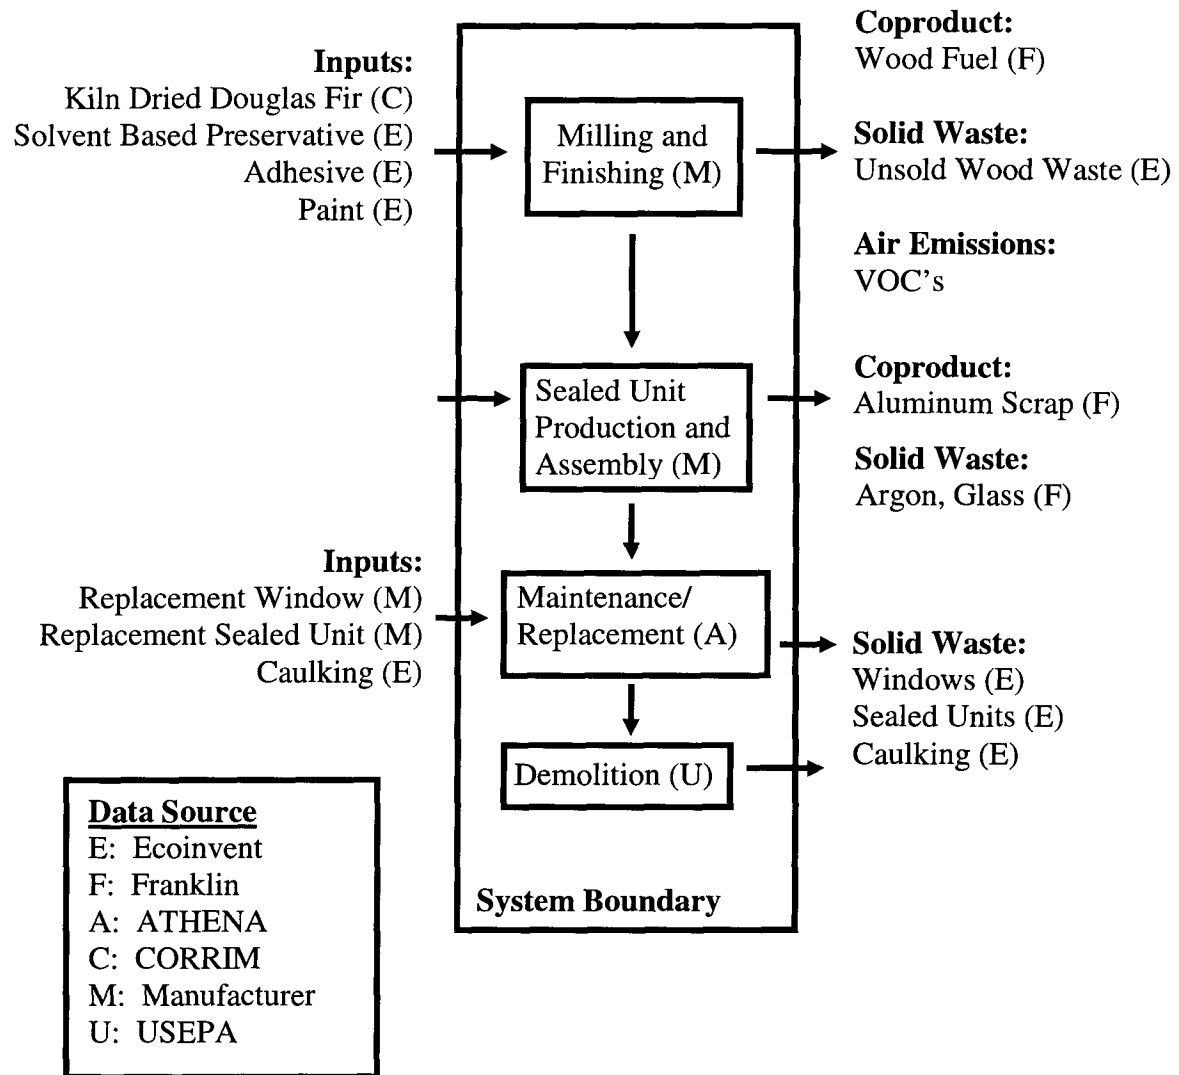 Inputs:
Kiln Dried Douglas Fir (C)
Solvent Based Preservative (E)
Adhesive (E)
Paint (E)
Milling and
Finishing (M)
Coproduct:
Wood Fuel (F)
Solid Waste:
Unsold Wood Waste (E)
Air Emissions:
VOC’s
Sealed Unit
Production and
Assembly (M)
Coproduct:
Aluminum Scrap (F)
Solid Waste:
Argon, Glass (F)
Inputs:
Replacement Window (M)
Replacement Sealed Unit (M)
Caulking (E)
Maintenance/
Replacement (A)
Solid Waste:
Windows (E)
Sealed Units (E)
Caulking (E)
Demolition (U)
System Boundary
Data Source
E: Ecoinvent
F: Franklin
A: ATHENA
C: CORRIM
M: Manufacturer
U: USEPA